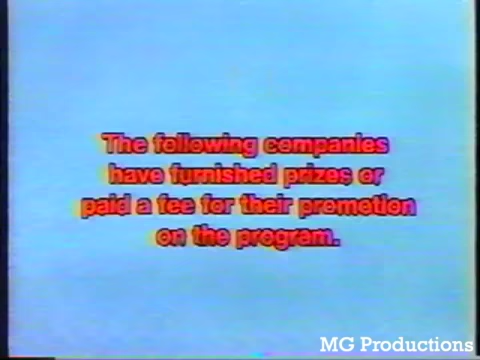 The following companies
have furnished prizes or
paid a fee for their promotion
on the program.
MG Productions